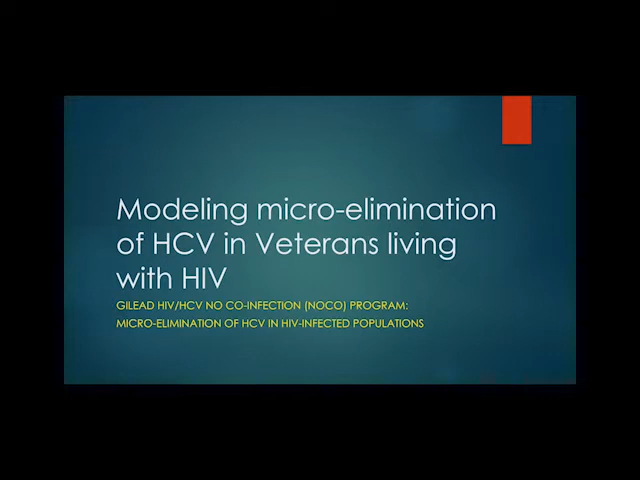 Modeling micro-elimination
of HCV in Veterans living
with HIV
GILEAD HIV/HCV NO CO-INFECTION (NOCO) PROGRAM:
MICRO-ELIMINATION OF HCV IN HIV-INFECTED POPULATIONS